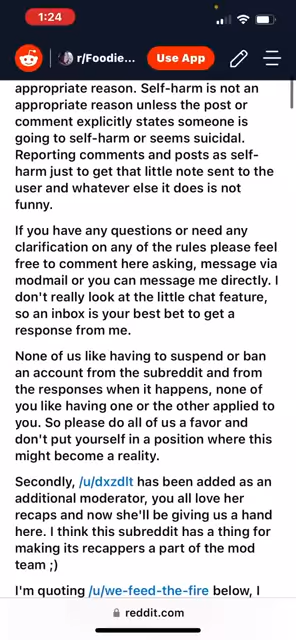 1:24
r/Foodie...
Use App
appropriate reason. Self-harm is not an
appropriate reason unless the post or
comment explicitly states someone is
going to self-harm or seems suicidal.
Reporting comments and posts as self-
harm just to get that little note sent to the
user and whatever else it does is not
funny.
If you have any questions or need any
clarification on any of the rules please feel
free to comment here asking, message via
modmail or you can message me directly. I
don't really look at the little chat feature,
so an inbox is your best bet to get a
response from me.
None of us like having to suspend or ban
an account from the subreddit and from
the responses when it happens, none of
you like having one or the other applied to
you. So please do all of us a favor and
don't put yourself in a position where this
might become a reality.
Secondly, /u/dxzdlt has been added as an
additional moderator, you all love her
recaps and now she'll be giving us a hand
here. I think this subreddit has a thing for
making its recappers a part of the mod
team ;)
I'm quoting /u/we-feed-the-fire below, I
reddit.com